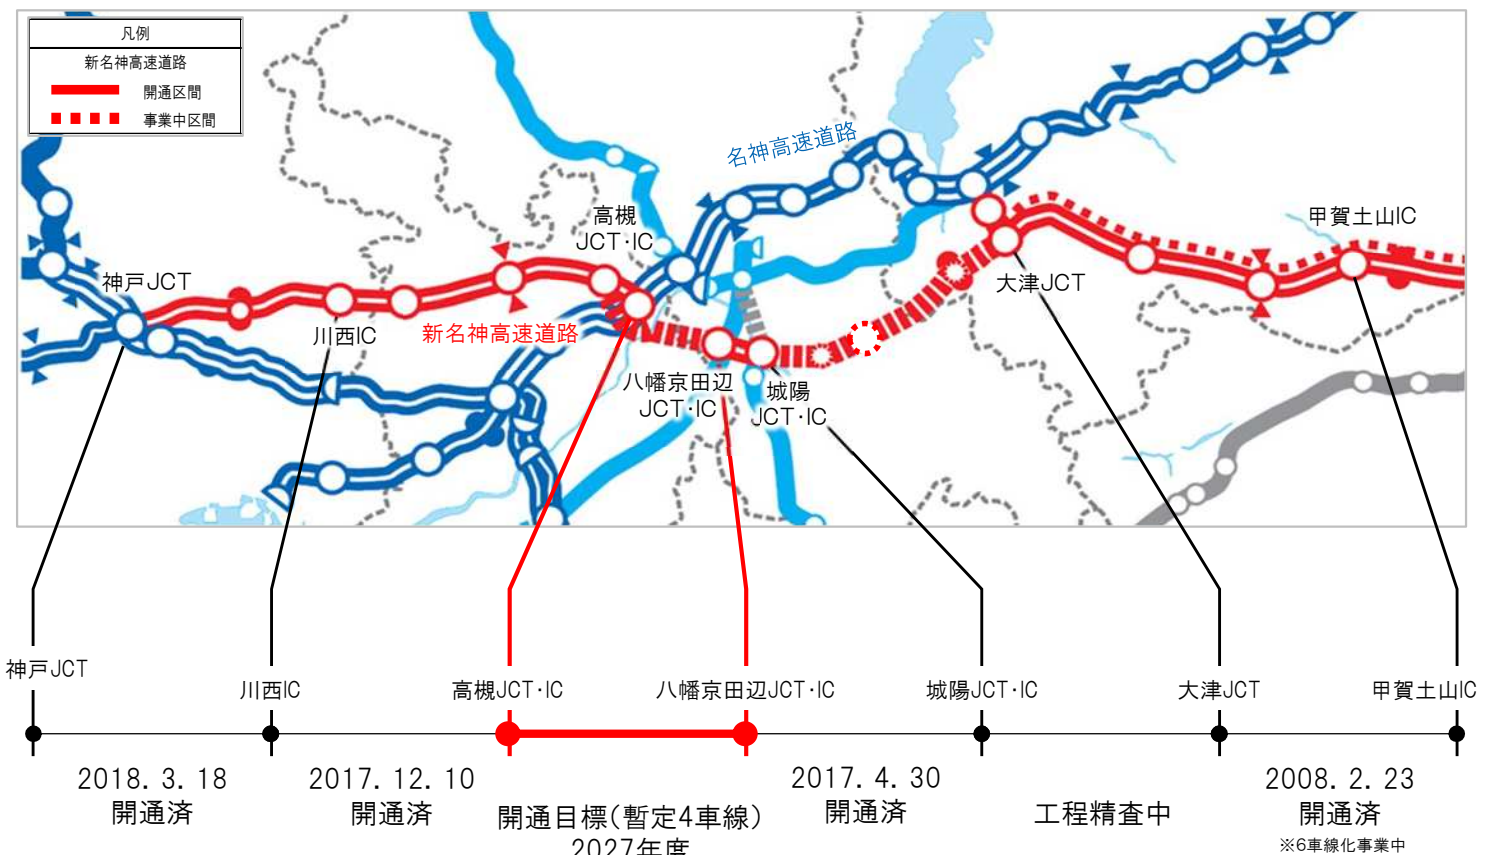 凡例
新名神高速道路
開通区間
事業中区間
名神高速道路
高槻
JCT・IC
甲賀土山IC
神戸JCT
大津JCT
川西IC
新名神高速道路
八幡京田辺
JCT・IC
城陽
JCT・IC
神戸JCT
川西IC
高槻JCT・IC
八幡京田辺JCT・IC
城陽JCT・IC
大津JCT
甲賀土山IC
2018.3.18
開通済
2017.12.10
開通済
開通目標(暫定4車線)
2027年度
2017.4.30
開通済
工程精査中
2008.2.23
開通済
※6車線化事業中